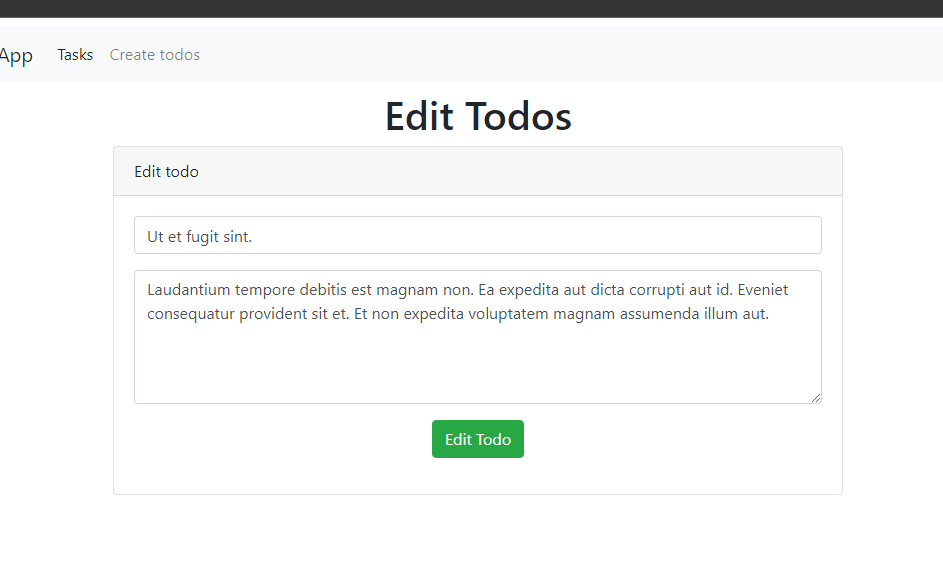 App Tasks Create todos
Edit Todos
Edit todo
Ut et fugit sint.
Laudantium tempore debitis est magnam non. Ea expedita aut dicta corrupti aut id. Eveniet
consequatur provident sit et. Et non expedita voluptatem magnam assumenda illum aut.
Edit Todo